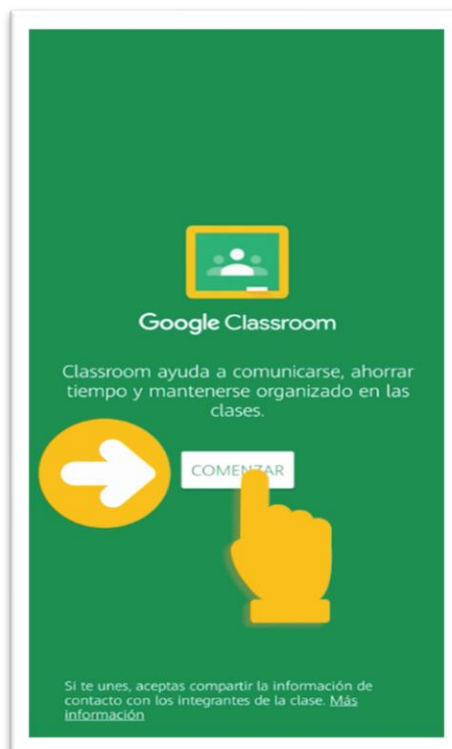 Google Classroom
Classroom ayuda a comunicarse, ahorrar
tiempo y mantenerse organizado en las
clases.
COMENZAR
Si te unes, aceptas compartir la información de
contacto con los integrantes de la clase. Más
información